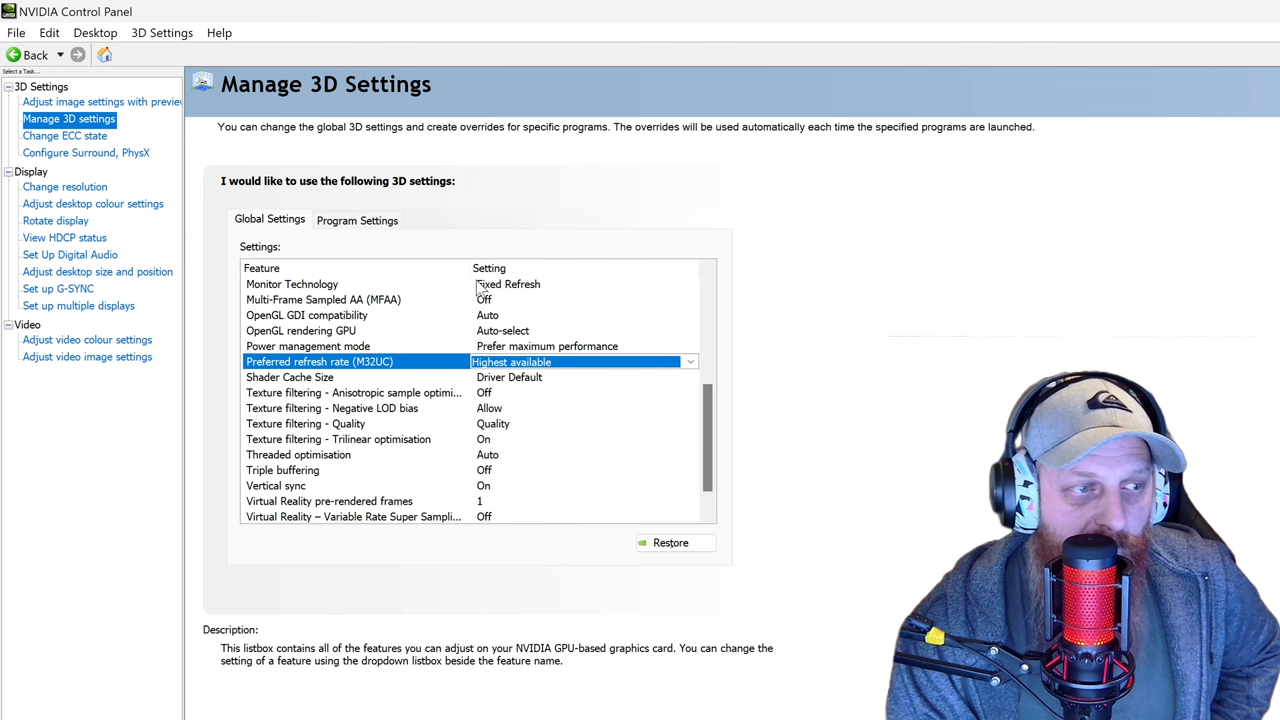 NVIDIA Control Panel
File Edit Desktop 3D Settings Help
Back
Select a Task...
3D Settings
Adjust image settings with preview
Manage 3D settings
Change ECC state
Configure Surround, PhysX
Display
Change resolution
Adjust desktop colour settings
Rotate display
View HDCP status
Set Up Digital Audio
Adjust desktop size and position
Set up G-SYNC
Set up multiple displays
Video
Adjust video colour settings
Adjust video image settings
Manage 3D Settings
You can change the global 3D settings and create overrides for specific programs. The overrides will be used automatically each time the specified programs are launched.
I would like to use the following 3D settings:
Global Settings Program Settings
Settings:
Feature Setting
Monitor Technology Fixed Refresh
Multi-Frame Sampled AA (MFAA) Off
OpenGL GDI compatibility Auto
OpenGL rendering GPU Auto-select
Power management mode Prefer maximum performance
Preferred refresh rate (M32UC) Highest available
Shader Cache Size Driver Default
Texture filtering - Anisotropic sample optimi... Off
Texture filtering - Negative LOD bias Allow
Texture filtering - Quality Quality
Texture filtering - Trilinear optimisation On
Threaded optimisation Auto
Triple buffering Off
Vertical sync On
Virtual Reality pre-rendered frames 1
Virtual Reality – Variable Rate Super Sampli... Off
Restore
Description:
This listbox contains all of the features you can adjust on your NVIDIA GPU-based graphics card. You can change the
setting of a feature using the dropdown listbox beside the feature name.